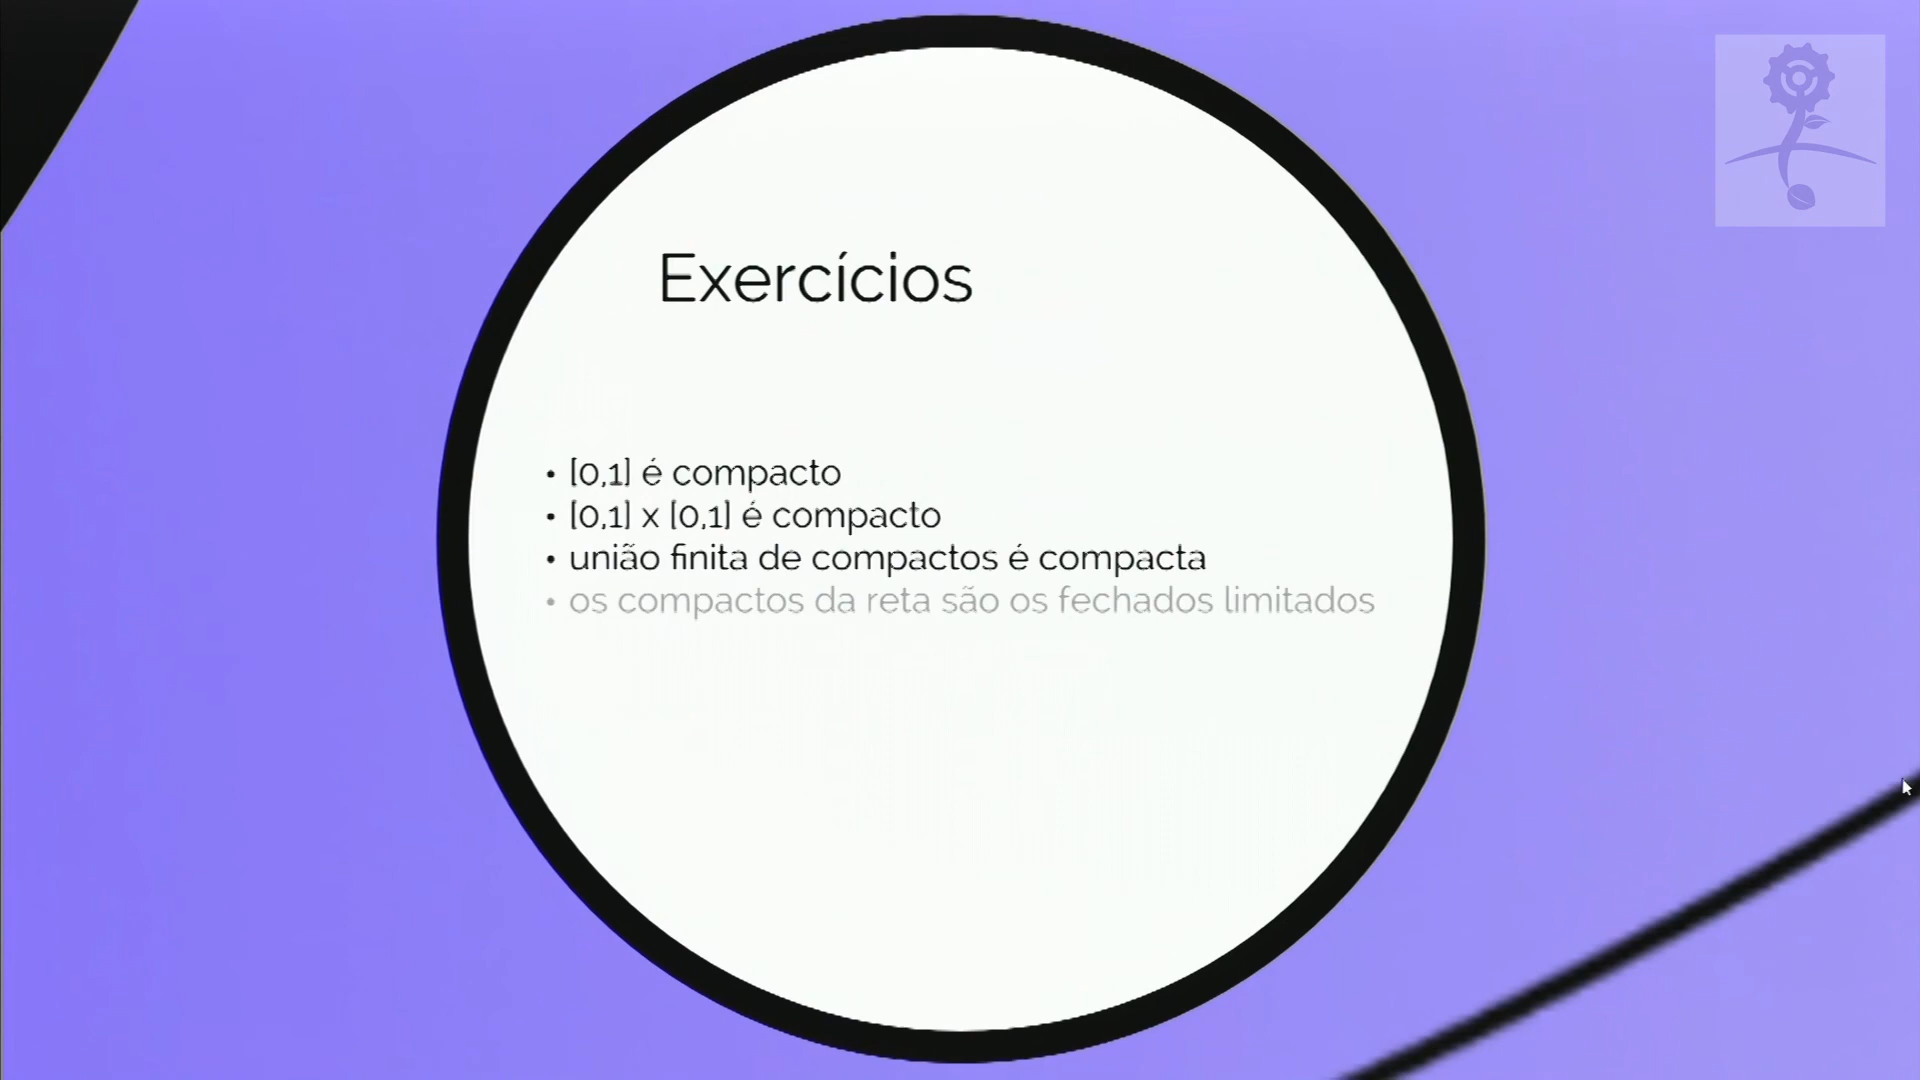 Exercícios
• [0,1] é compacto
• [0,1] x [0,1] é compacto
• união finita de compactos é compacta
• os compactos da reta são os fechados limitados